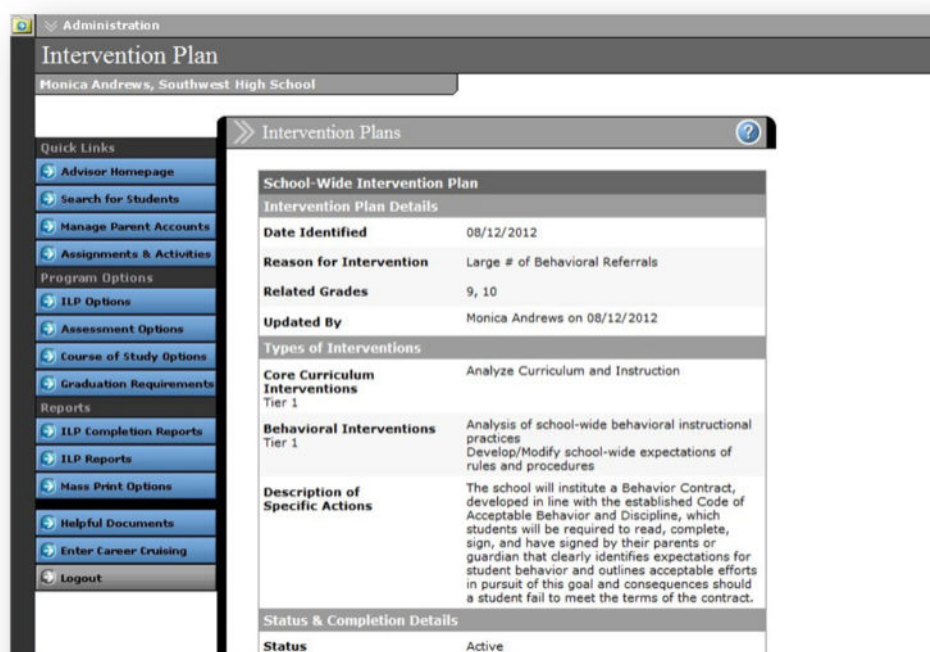 Administration
Intervention Plan
Monica Andrews, Southwest High School
Quick Links
Advisor Homepage
Search for Students
Manage Parent Accounts
Assignments & Activities
Program Options
ILP Options
Assessment Options
Course of Study Options
Graduation Requirements
Reports
ILP Completion Reports
ILP Reports
Mass Print Options
Helpful Documents
Enter Career Cruising
Logout
Intervention Plans
?
School-Wide Intervention Plan
Intervention Plan Details
Date Identified 08/12/2012
Reason for Intervention Large # of Behavioral Referrals
Related Grades 9, 10
Updated By Monica Andrews on 08/12/2012
Types of Interventions
Core Curriculum
Interventions
Tier 1
Analyze Curriculum and Instruction
Behavioral Interventions
Tier 1
Analysis of school-wide behavioral instructional
practices
Develop/Modify school-wide expectations of
rules and procedures
Description of
Specific Actions
The school will institute a Behavior Contract,
developed in line with the established Code of
Acceptable Behavior and Discipline, which
students will be required to read, complete,
sign, and have signed by their parents or
guardian that clearly identifies expectations for
student behavior and outlines acceptable efforts
in pursuit of this goal and consequences should
a student fail to meet the terms of the contract.
Status & Completion Details
Status Active